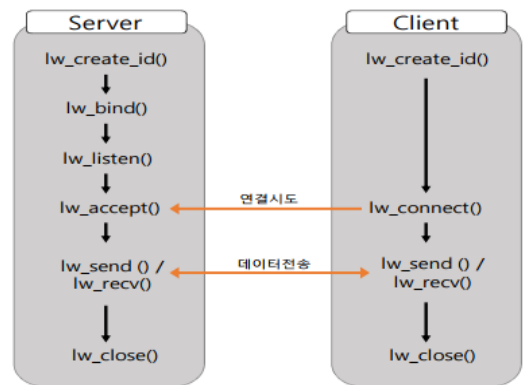 Server
lw_create_id()
lw_bind()
lw_listen()
lw_accept()
lw_send () /
lw_recv()
lw_close()
연결시도
데이터전송
Client
lw_create_id()
lw_connect()
lw_send () /
lw_recv()
lw_close()